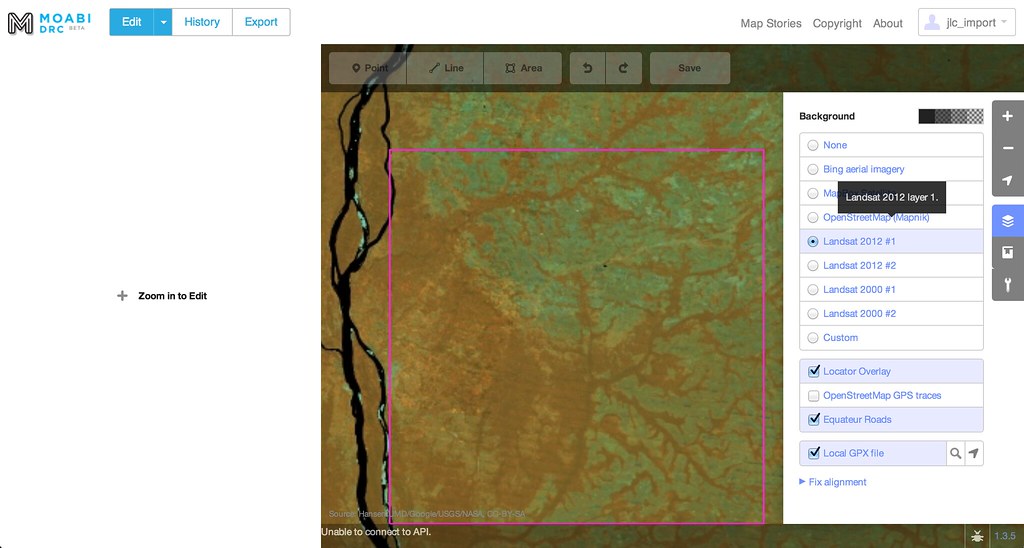 MOABI
DRC BETA
Edit
History
Export
Map Stories
Copyright
About
jlc_import
Point
Line
Area
Save
Zoom in to Edit
Background
None
Bing aerial imagery
Landsat 2012 layer 1.
OpenStreetMap (Mapnik)
Landsat 2012 #1
Landsat 2012 #2
Landsat 2000 #1
Landsat 2000 #2
Custom
Locator Overlay
OpenStreetMap GPS traces
Equateur Roads
Local GPX file
Fix alignment
Source: Hansen/UMD/Google/USGS/NASA, CC-BY-SA
Unable to connect to API.
1.3.5